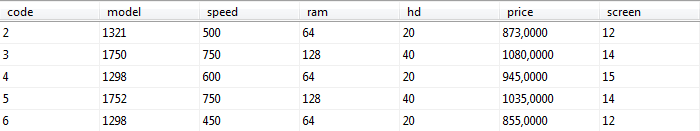 code model speed ram hd price screen
2 1321 500 64 20 873,0000 12
3 1750 750 128 40 1080,0000 14
4 1298 600 64 20 945,0000 15
5 1752 750 128 40 1035,0000 14
6 1298 450 64 20 855,0000 12